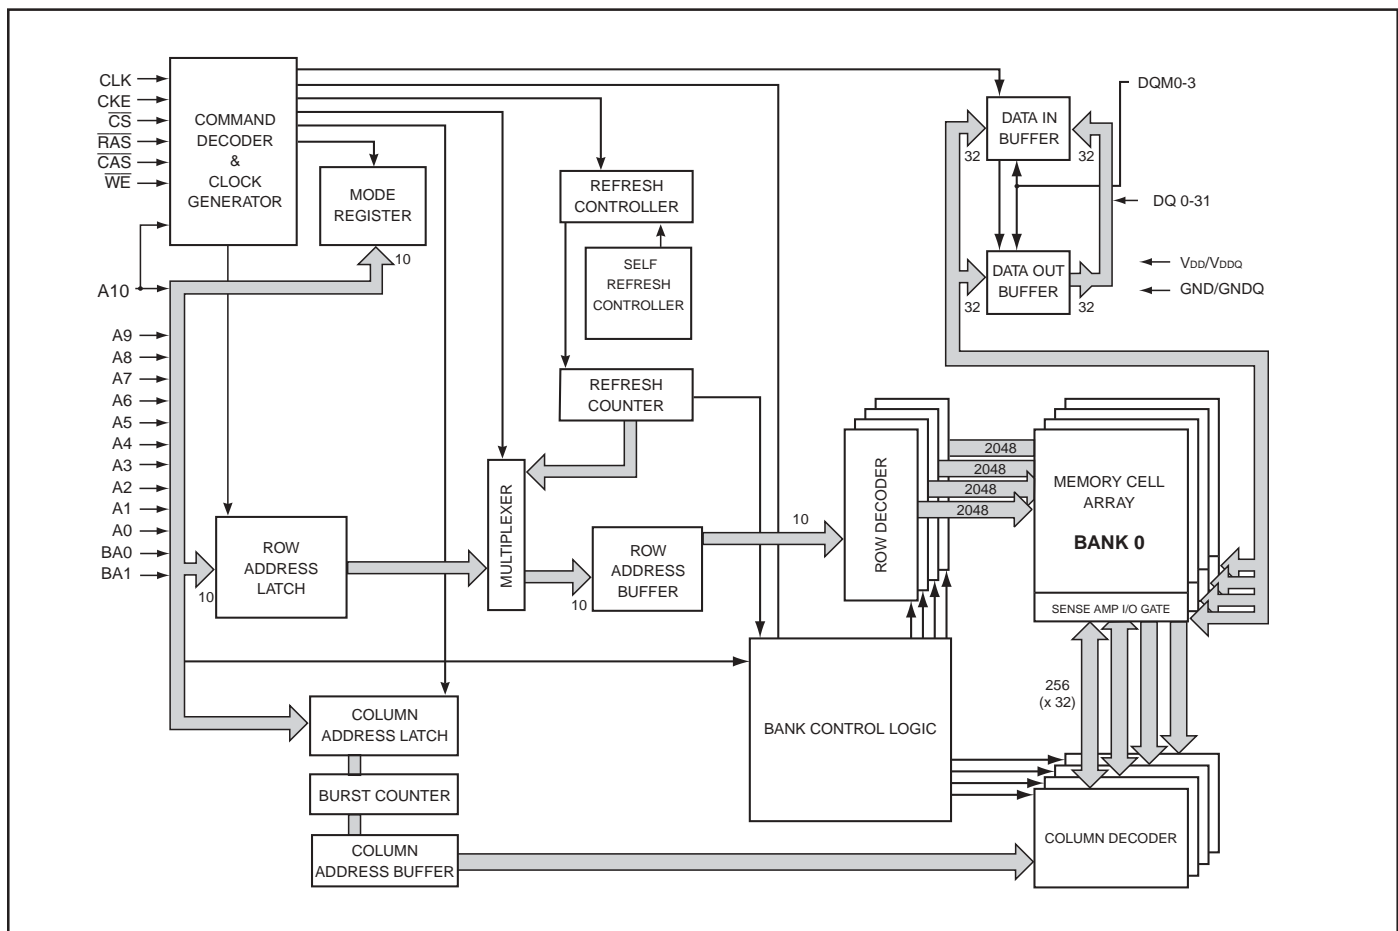 CLK
CKE
CS
RAS
CAS
WE
A10
A9
A8
A7
A6
A5
A4
A3
A2
A1
A0
BA0
BA1
COMMAND
DECODER
&
CLOCK
GENERATOR
MODE
REGISTER
10
REFRESH
CONTROLLER
SELF
REFRESH
CONTROLLER
REFRESH
COUNTER
DATA IN
BUFFER
32
32
DQM0-3
DQ 0-31
DATA OUT
BUFFER
32
32
VDD/VDDQ
GND/GNDQ
MULTIPLEXER
10
ROW
ADDRESS
LATCH
10
ROW
ADDRESS
BUFFER
10
ROW DECODER
2048
2048
2048
2048
MEMORY CELL
ARRAY
BANK 0
SENSE AMP I/O GATE
256
(x 32)
BANK CONTROL LOGIC
COLUMN
ADDRESS LATCH
BURST COUNTER
COLUMN
ADDRESS BUFFER
COLUMN DECODER